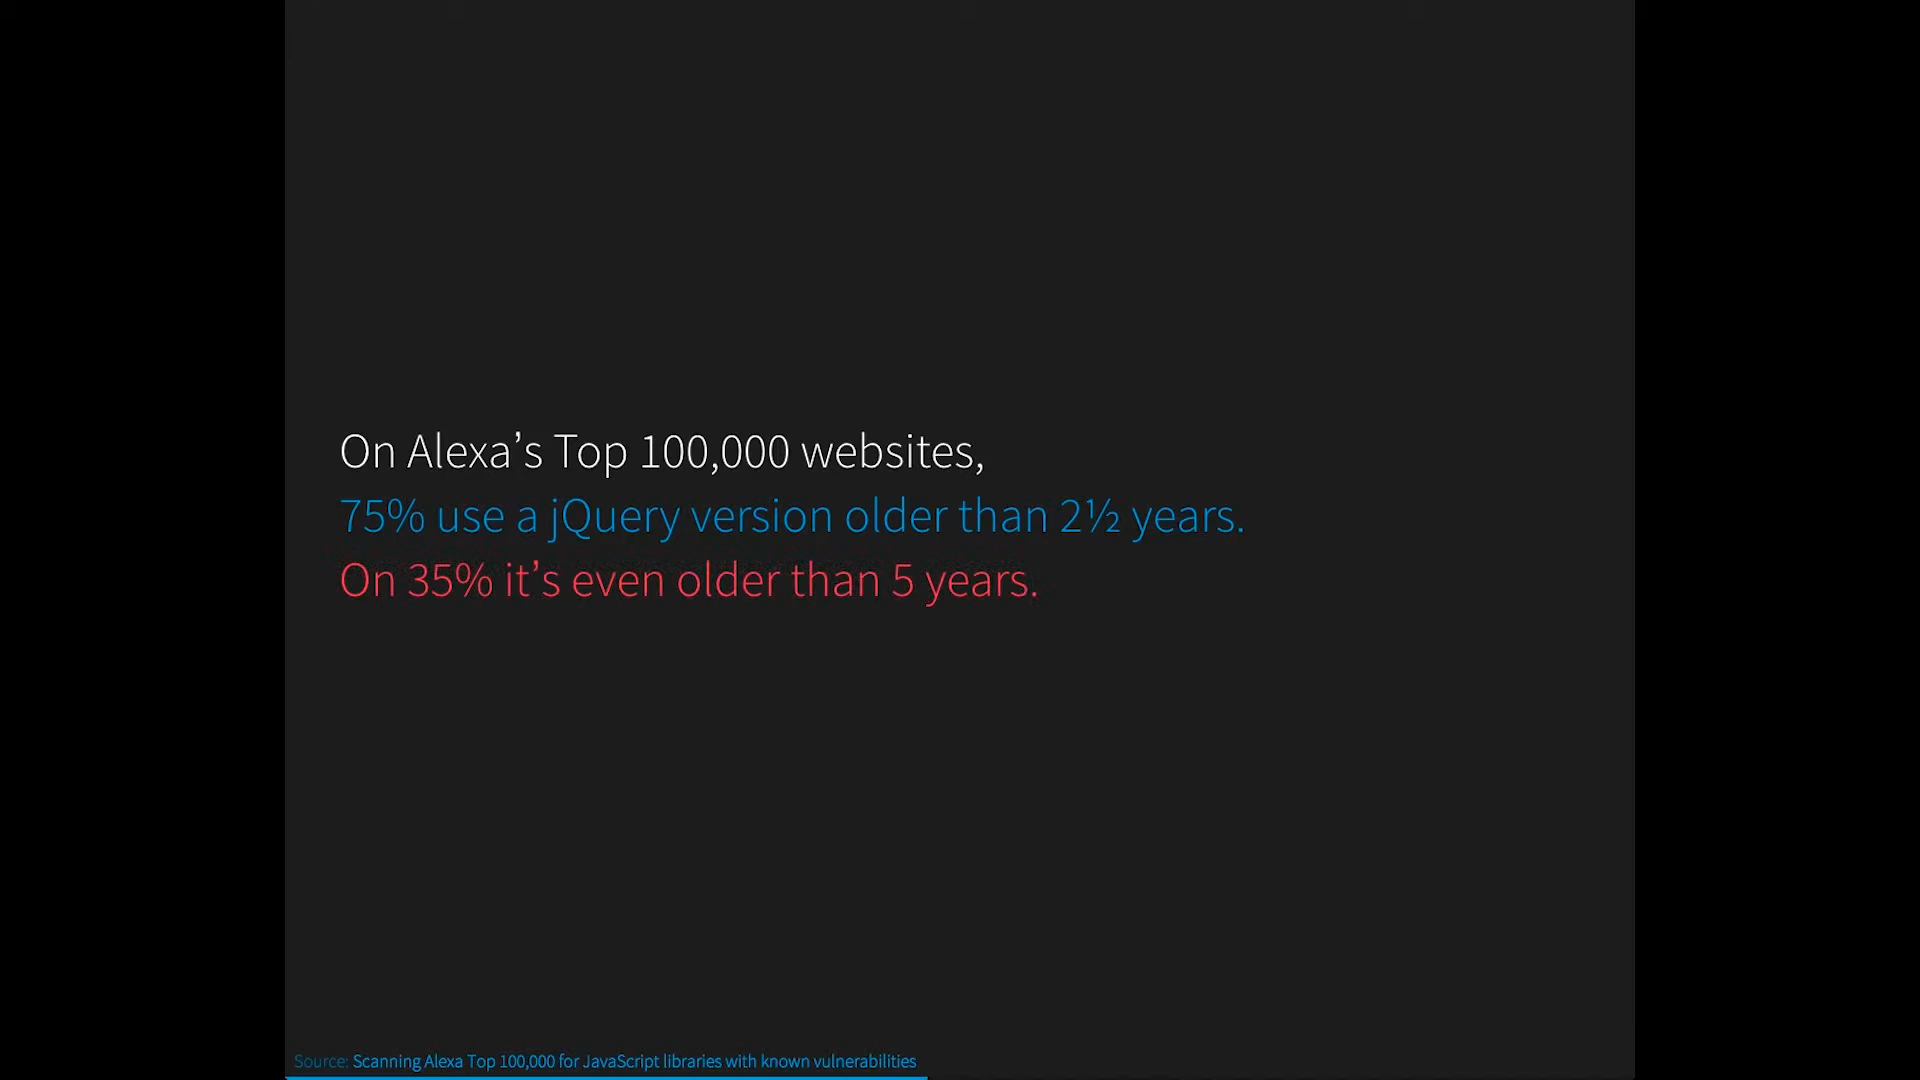 On Alexa’s Top 100,000 websites,
75% use a jQuery version older than 2½ years.
On 35% it’s even older than 5 years.
Source: Scanning Alexa Top 100,000 for JavaScript libraries with known vulnerabilities